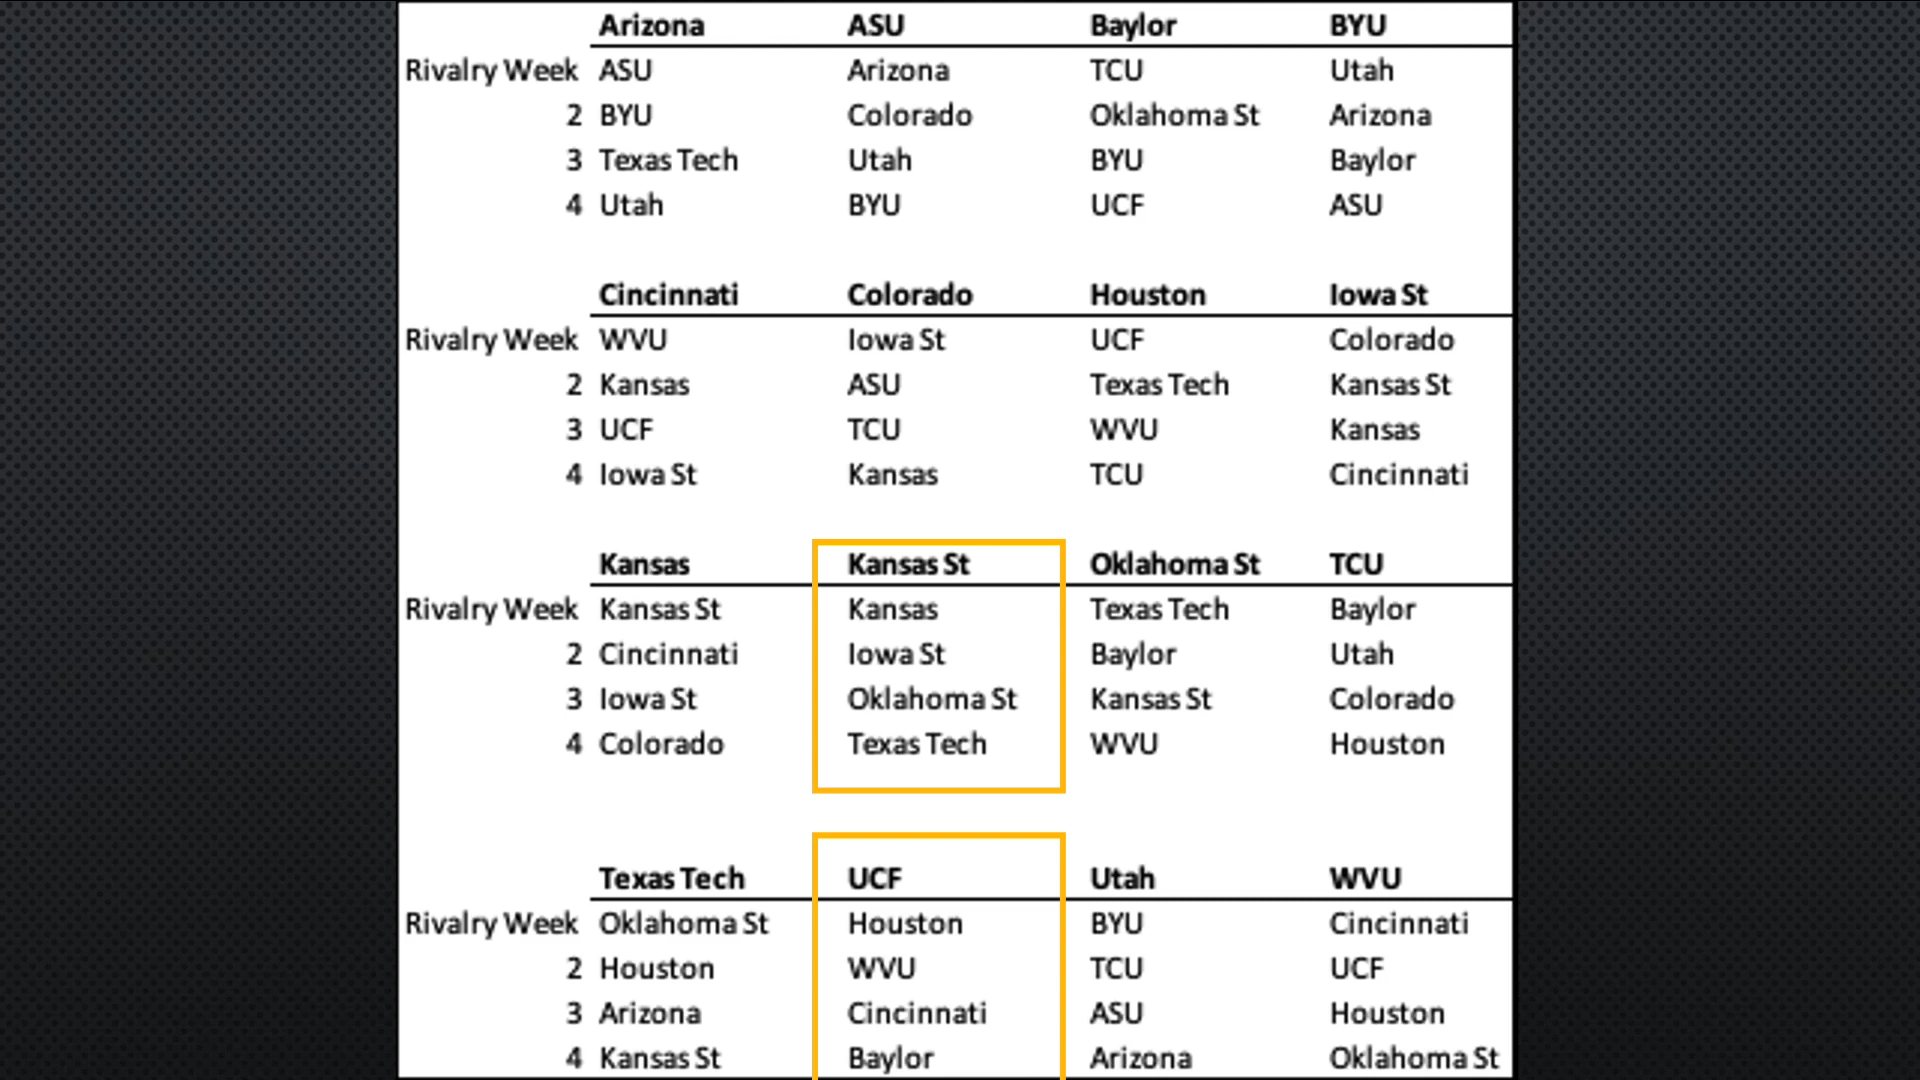 Arizona ASU Baylor BYU
Rivalry Week ASU Arizona TCU Utah
2 BYU Colorado Oklahoma St Arizona
3 Texas Tech Utah BYU Baylor
4 Utah BYU UCF ASU
Cincinnati Colorado Houston Iowa St
Rivalry Week WVU Iowa St UCF Colorado
2 Kansas ASU Texas Tech Kansas St
3 UCF TCU WVU Kansas
4 Iowa St Kansas TCU Cincinnati
Kansas Kansas St Oklahoma St TCU
Rivalry Week Kansas St Kansas Texas Tech Baylor
2 Cincinnati Iowa St Baylor Utah
3 Iowa St Oklahoma St Kansas St Colorado
4 Colorado Texas Tech WVU Houston
Texas Tech UCF Utah WVU
Rivalry Week Oklahoma St Houston BYU Cincinnati
2 Houston WVU TCU UCF
3 Arizona Cincinnati ASU Houston
4 Kansas St Baylor Arizona Oklahoma St